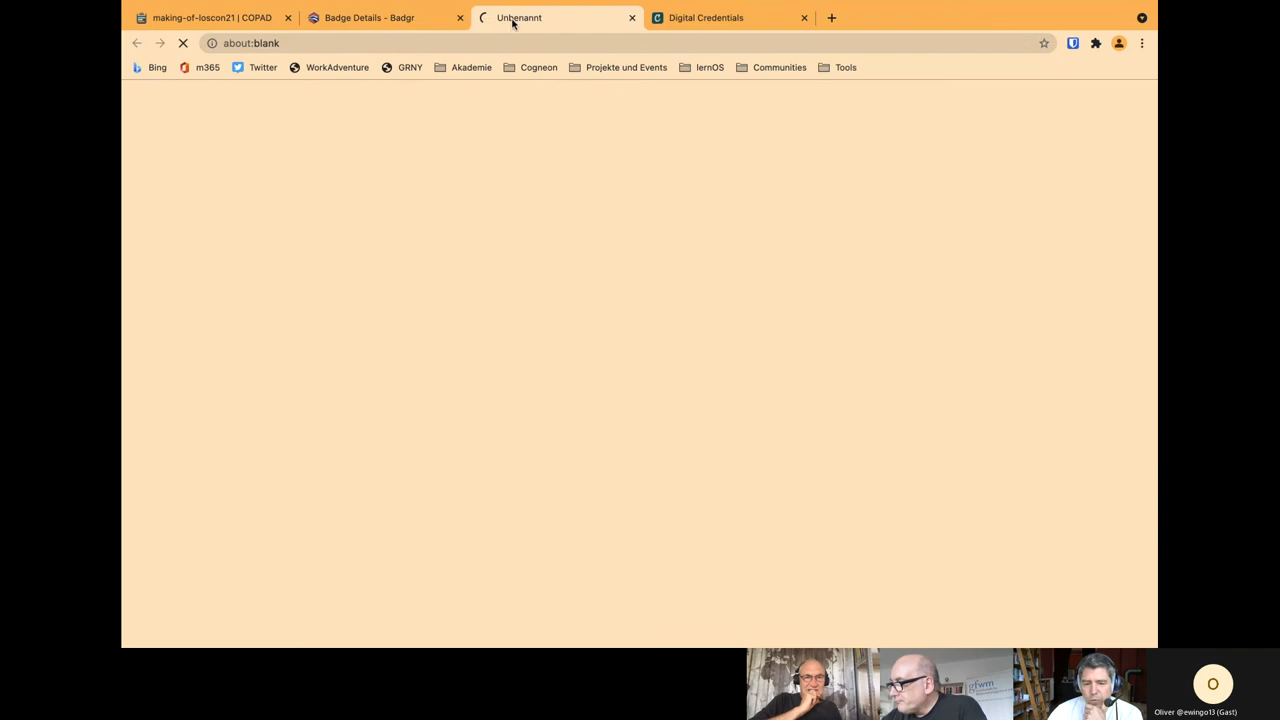 making-of-loscon21 | COPAD
Badge Details - Badgr
Unbenannt
Digital Credentials
about:blank
Bing
m365
Twitter
WorkAdventure
GRNY
Akademie
Cogneon
Projekte und Events
lernOS
Communities
Tools
gfwm
O
Oliver @ewingo13 (Gast)